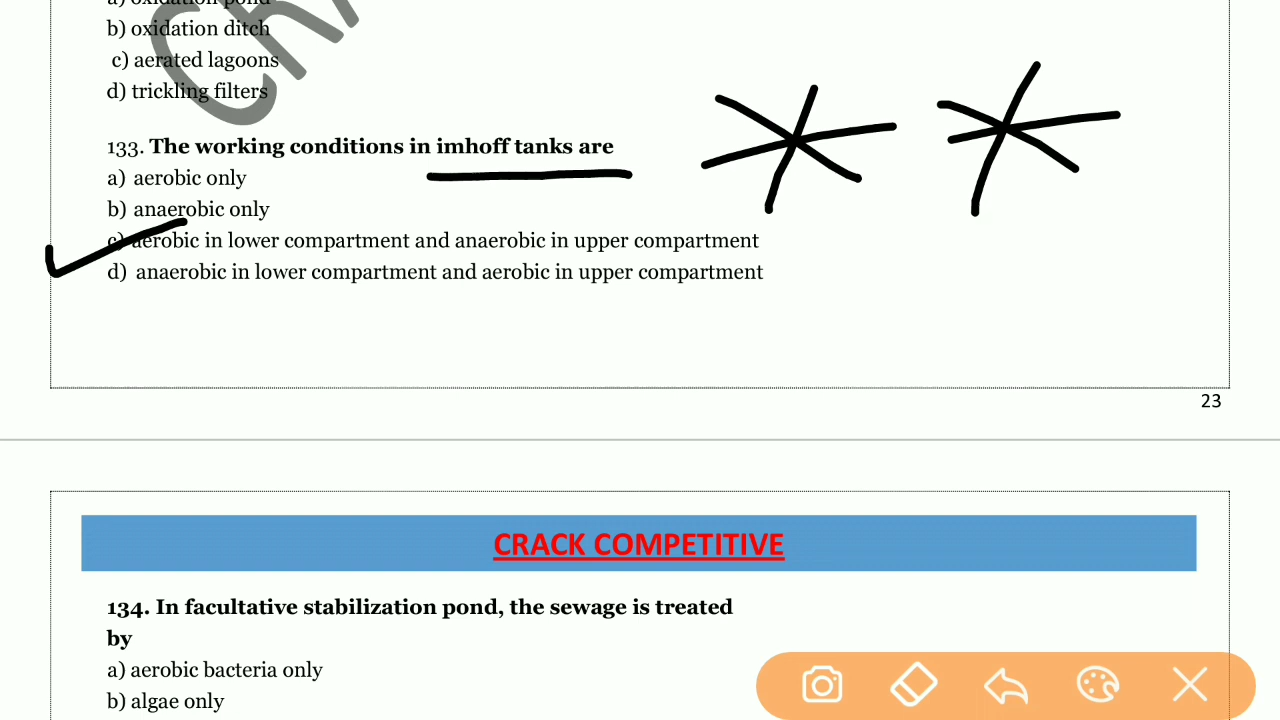 a) oxidation pond
b) oxidation ditch
c) aerated lagoons
d) trickling filters
133. The working conditions in imhoff tanks are
a) aerobic only
b) anaerobic only
c) aerobic in lower compartment and anaerobic in upper compartment
d) anaerobic in lower compartment and aerobic in upper compartment
23
CRACK COMPETITIVE
134. In facultative stabilization pond, the sewage is treated
by
a) aerobic bacteria only
b) algae only